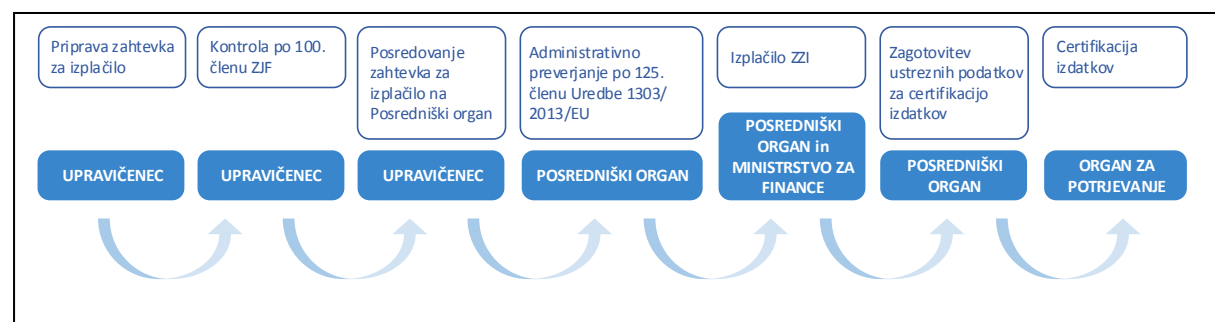 Priprava zahtevka
za izplačilo
Kontrola po 100.
členu ZJF
Posredovanje
zahtevka za
izplačilo na
Posredniški organ
Administrativno
preverjanje po 125.
členu Uredbe 1303/
2013/EU
Izplačilo ZZI
Zagotovitev
ustreznih podatkov
za certifikacijo
izdatkov
Certifikacija
izdatkov
UPRAVIČENEC
UPRAVIČENEC
UPRAVIČENEC
POSREDNIŠKI ORGAN
POSREDNIŠKI
ORGAN in
MINISTRSTVO ZA
FINANCE
POSREDNIŠKI
ORGAN
ORGAN ZA
POTRJEVANJE